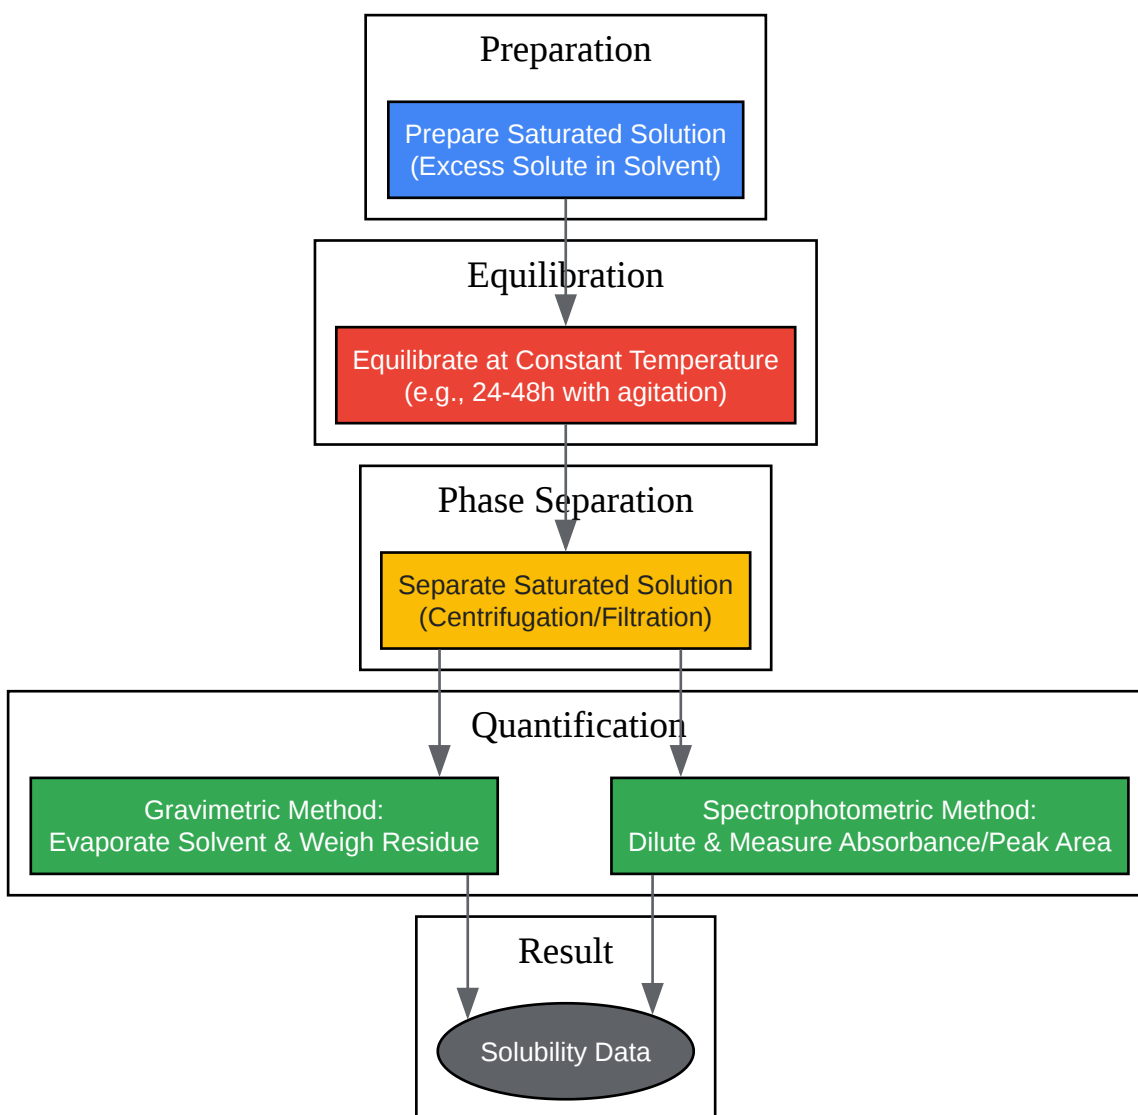 Preparation
Prepare Saturated Solution
(Excess Solute in Solvent)
Equilibration
Equilibrate at Constant Temperature
(e.g., 24-48h with agitation)
Phase Separation
Separate Saturated Solution
(Centrifugation/Filtration)
Quantification
Gravimetric Method:
Evaporate Solvent & Weigh Residue
Spectrophotometric Method:
Dilute & Measure Absorbance/Peak Area
Result
Solubility Data